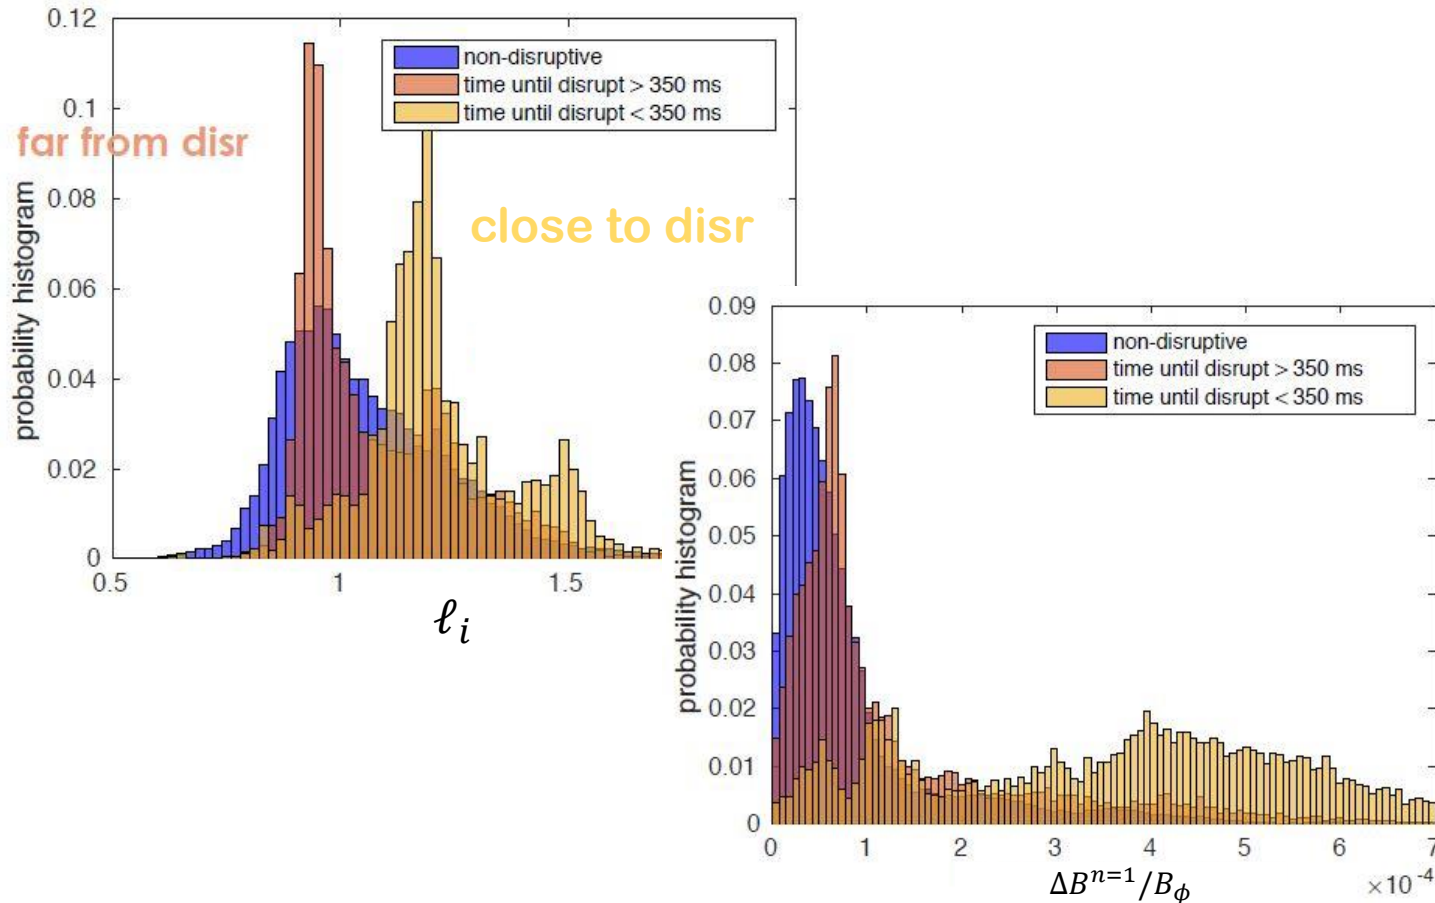 0.12
0.1
0.08
0.06
0.04
0.02
0
probability histogram
non-disruptive
time until disrupt > 350 ms
time until disrupt < 350 ms
far from disr
close to disr
0.5
1
1.5
ℓᵢ
0.09
0.08
0.07
0.06
0.05
0.04
0.03
0.02
0.01
0
probability histogram
non-disruptive
time until disrupt > 350 ms
time until disrupt < 350 ms
0 1 2 3 4 5 6 7
ΔBⁿ⁼¹/B_ϕ
×10⁻⁴